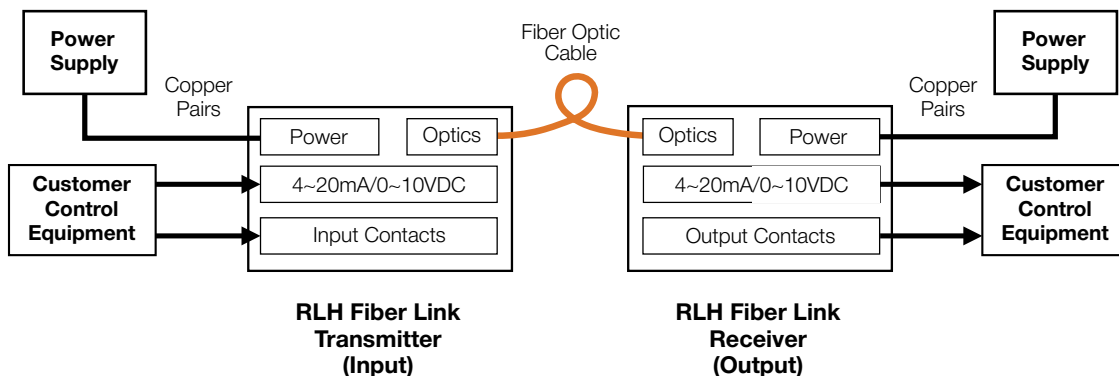 Power
Supply
Copper
Pairs
Fiber Optic
Cable
Power
Supply
Copper
Pairs
Power
Optics
4~20mA/0~10VDC
Input Contacts
Customer
Control
Equipment
Optics
Power
4~20mA/0~10VDC
Output Contacts
Customer
Control
Equipment
RLH Fiber Link
Transmitter
(Input)
RLH Fiber Link
Receiver
(Output)